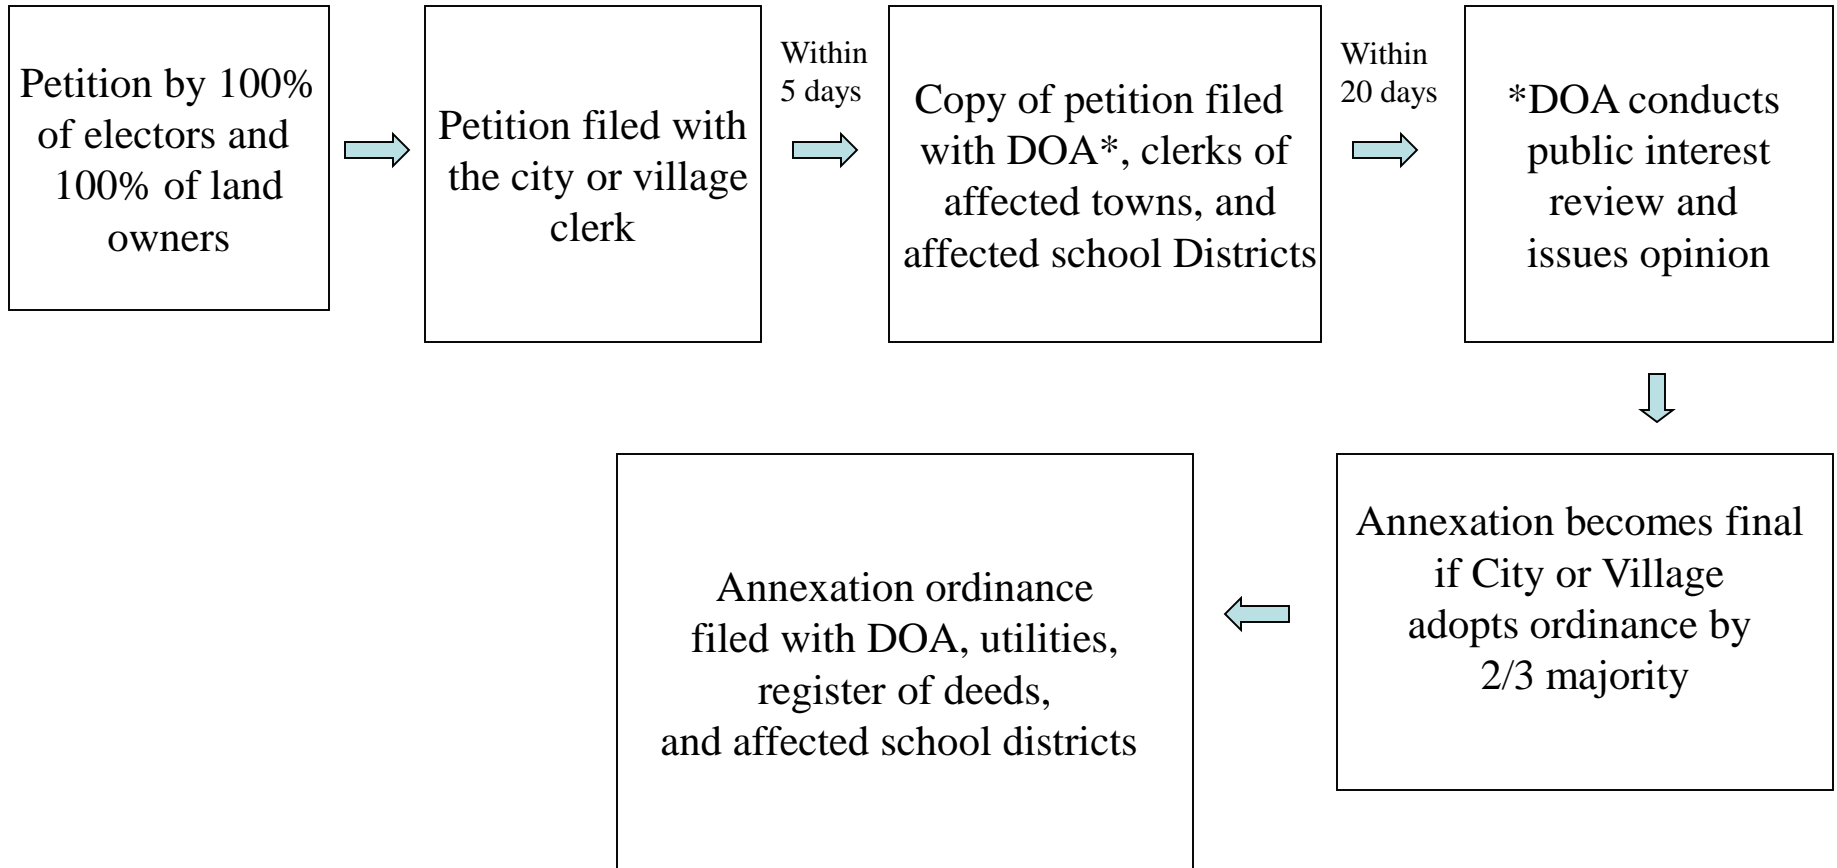 Petition by 100%
of electors and
100% of land
owners
Petition filed with
the city or village
clerk
Within
5 days
Copy of petition filed
with DOA*, clerks of
affected towns, and
affected school Districts
Within
20 days
*DOA conducts
public interest
review and
issues opinion
Annexation becomes final
if City or Village
adopts ordinance by
2/3 majority
Annexation ordinance
filed with DOA, utilities,
register of deeds,
and affected school districts